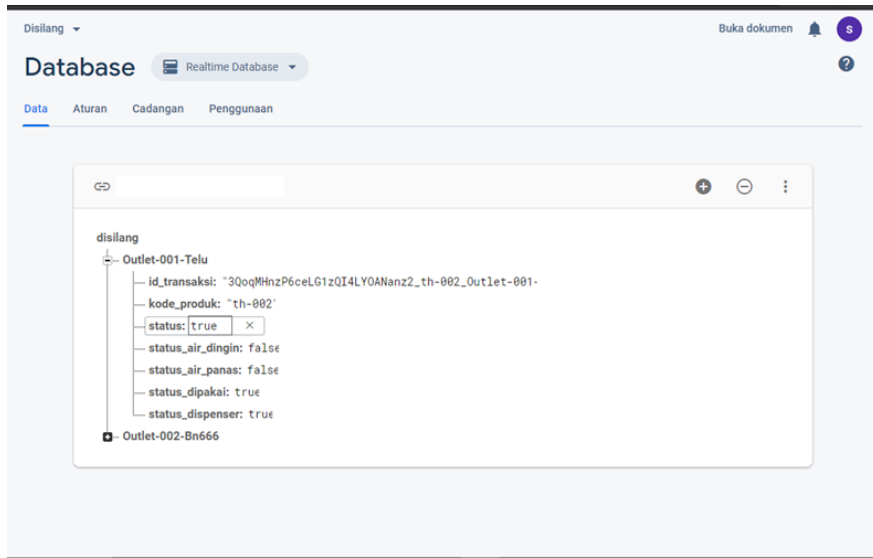 Disilang Buka dokumen S
Database Realtime Database ?
Data Aturan Cadangan Penggunaan
disilang
Outlet-001-Telu
id_transaksi: "3QoqMHnzP6ceLG1zQI4LYOANanz2_th-002_Outlet-001-
kode_produk: "th-002"
status: true ×
status_air_dingin: false
status_air_panas: false
status_dipakai: true
status_dispenser: true
Outlet-002-Bn666